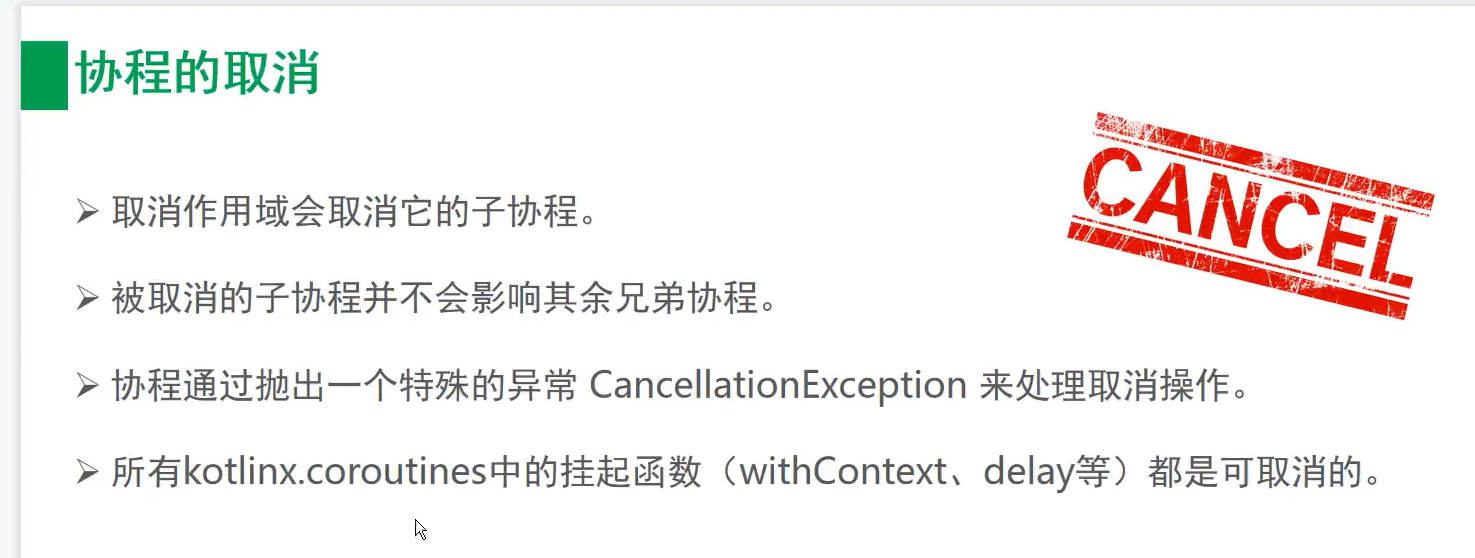 协程的取消
CANCEL
➢ 取消作用域会取消它的子协程。
➢ 被取消的子协程并不会影响其余兄弟协程。
➢ 协程通过抛出一个特殊的异常 CancellationException 来处理取消操作。
➢ 所有kotlinx.coroutines中的挂起函数（withContext、delay等）都是可取消的。